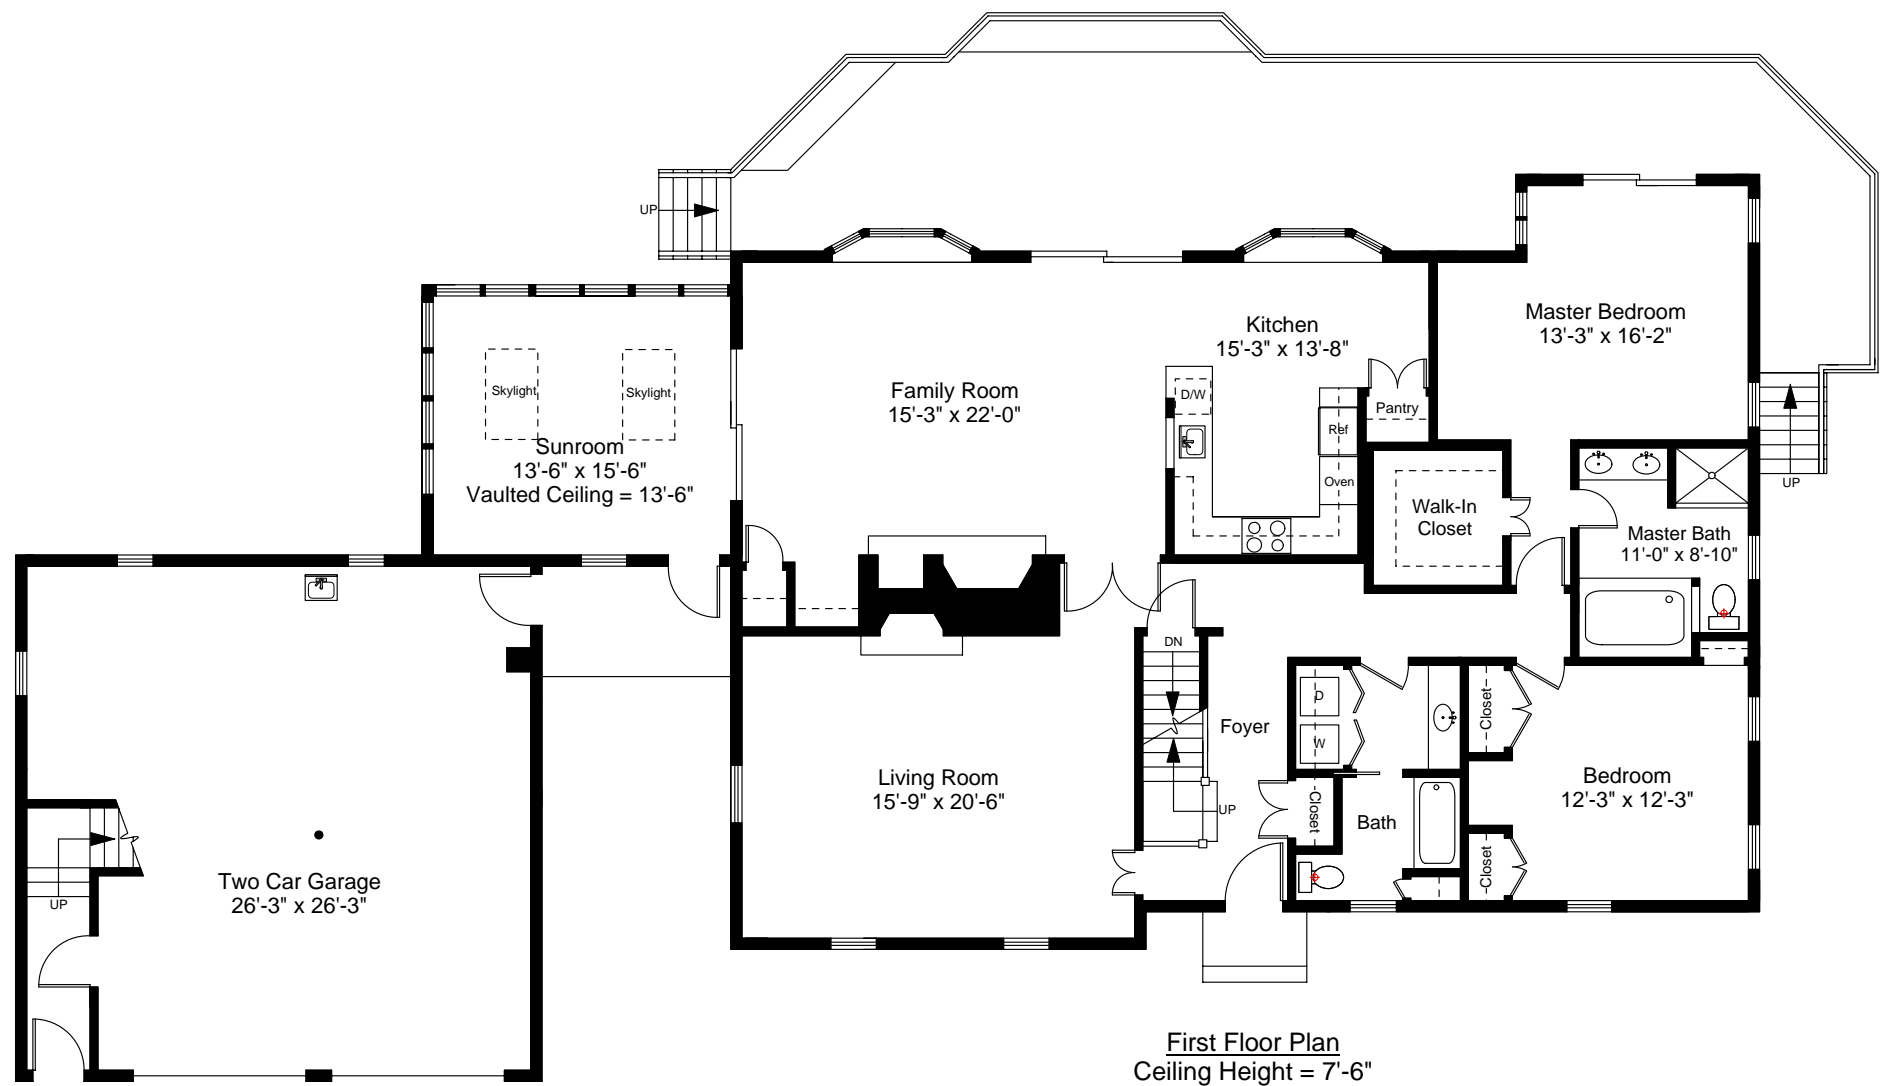 UP
Master Bedroom
13'-3" x 16'-2"
Kitchen
15'-3" x 13'-8"
Family Room
15'-3" x 22'-0"
Skylight
Skylight
Sunroom
13'-6" x 15'-6"
Vaulted Ceiling = 13'-6"
D/W
Pantry
Ref
Oven
UP
Walk-In
Closet
Master Bath
11'-0" x 8'-10"
DN
D
W
Closet
Foyer
Living Room
15'-9" x 20'-6"
Bedroom
12'-3" x 12'-3"
UP
Closet
Bath
Closet
Two Car Garage
26'-3" x 26'-3"
UP
First Floor Plan
Ceiling Height = 7'-6"